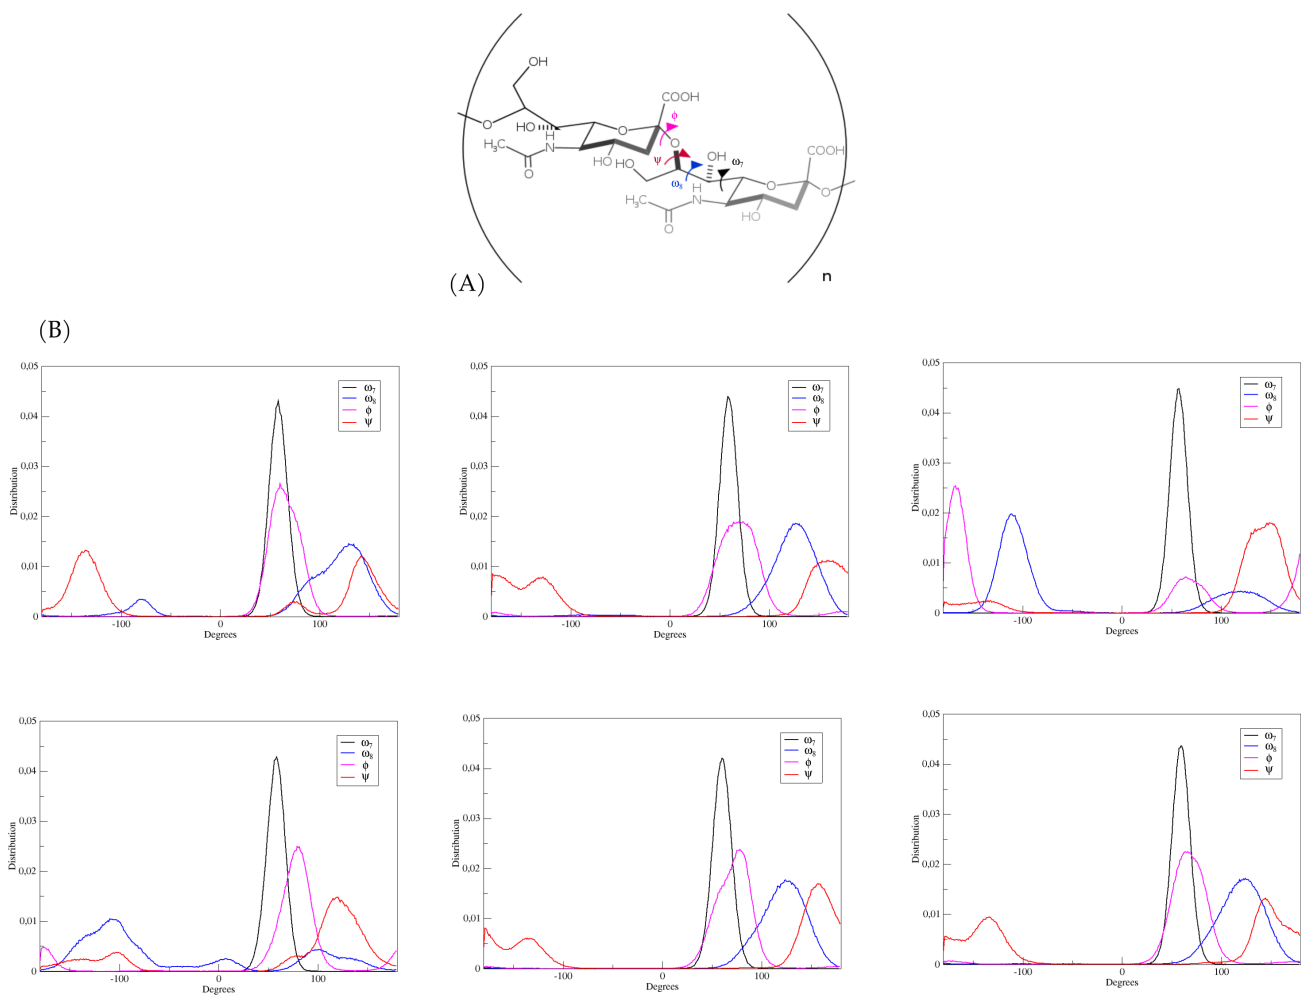 OH
COOH
ϕ
O
HO
O
H
N
O
H₃C
HO
ψ
OH
ω₇
COOH
O
HO
ω₈
H
N
O
O
H₃C
HO
O
n
(A)
(B)
0,05
0,04
0,03
0,02
0,01
0
Distribution
-100
0
100
Degrees
ω₇
ω₈
ϕ
ψ
0,05
0,04
0,03
0,02
0,01
0
Distribution
-100
0
100
Degrees
ω₇
ω₈
ϕ
ψ
0,05
0,04
0,03
0,02
0,01
0
Distribution
-100
0
100
Degrees
ω₇
ω₈
ϕ
ψ
0,05
0,04
0,03
0,02
0,01
0
Distribution
-100
0
100
Degrees
ω₇
ω₈
ϕ
ψ
0,05
0,04
0,03
0,02
0,01
0
Distribution
-100
0
100
Degrees
ω₇
ω₈
ϕ
ψ
0,05
0,04
0,03
0,02
0,01
0
Distribution
-100
0
100
Degrees
ω₇
ω₈
ϕ
ψ